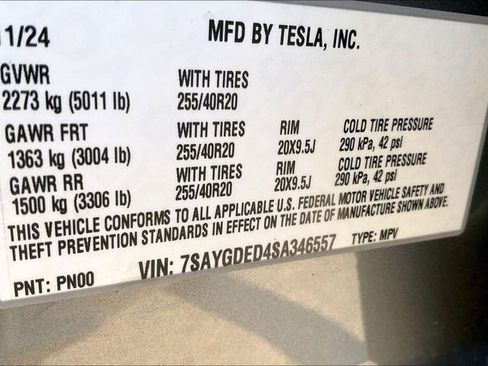 1/24 MFD BY TESLA, INC.
GVWR WITH TIRES
2273 kg (5011 lb) 255/40R20
GAWR FRT WITH TIRES RIM COLD TIRE PRESSURE
1363 kg (3004 lb) 255/40R20 20X9.5J 290 kPa, 42 psi
GAWR RR WITH TIRES RIM COLD TIRE PRESSURE
1500 kg (3306 lb) 255/40R20 20X9.5J 290 kPa, 42 psi
THIS VEHICLE CONFORMS TO ALL APPLICABLE U.S. FEDERAL MOTOR VEHICLE SAFETY AND
THEFT PREVENTION STANDARDS IN EFFECT ON THE DATE OF MANUFACTURE SHOWN ABOVE.
PNT: PN00 VIN: 7SAYGDED4SA346557 TYPE: MPV